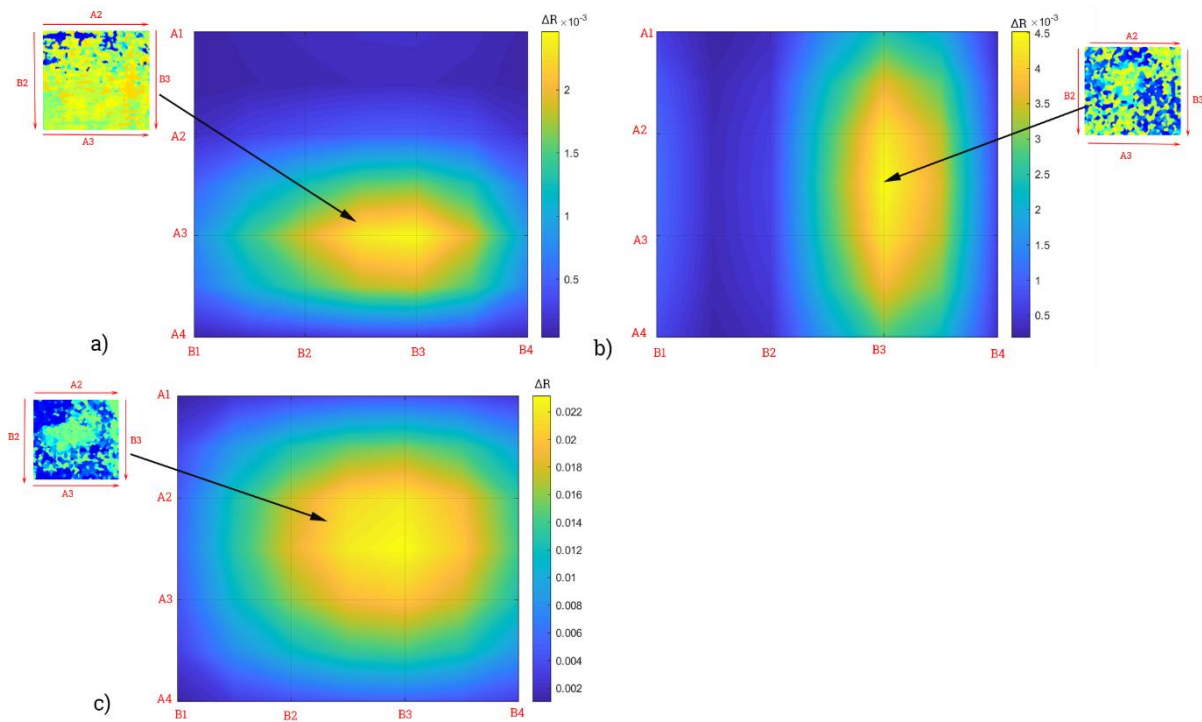 A2
B2
B3
A3
A1
A2
A3
A4
B1
B2
B3
B4
ΔR ×10⁻³
2
1.5
1
0.5
a)
A1
A2
A3
A4
B1
B2
B3
B4
ΔR ×10⁻³
4.5
4
3.5
3
2.5
2
1.5
1
0.5
A2
B2
B3
A3
b)
A2
B2
B3
A3
A1
A2
A3
A4
B1
B2
B3
B4
ΔR
0.022
0.02
0.018
0.016
0.014
0.012
0.01
0.008
0.006
0.004
0.002
c)